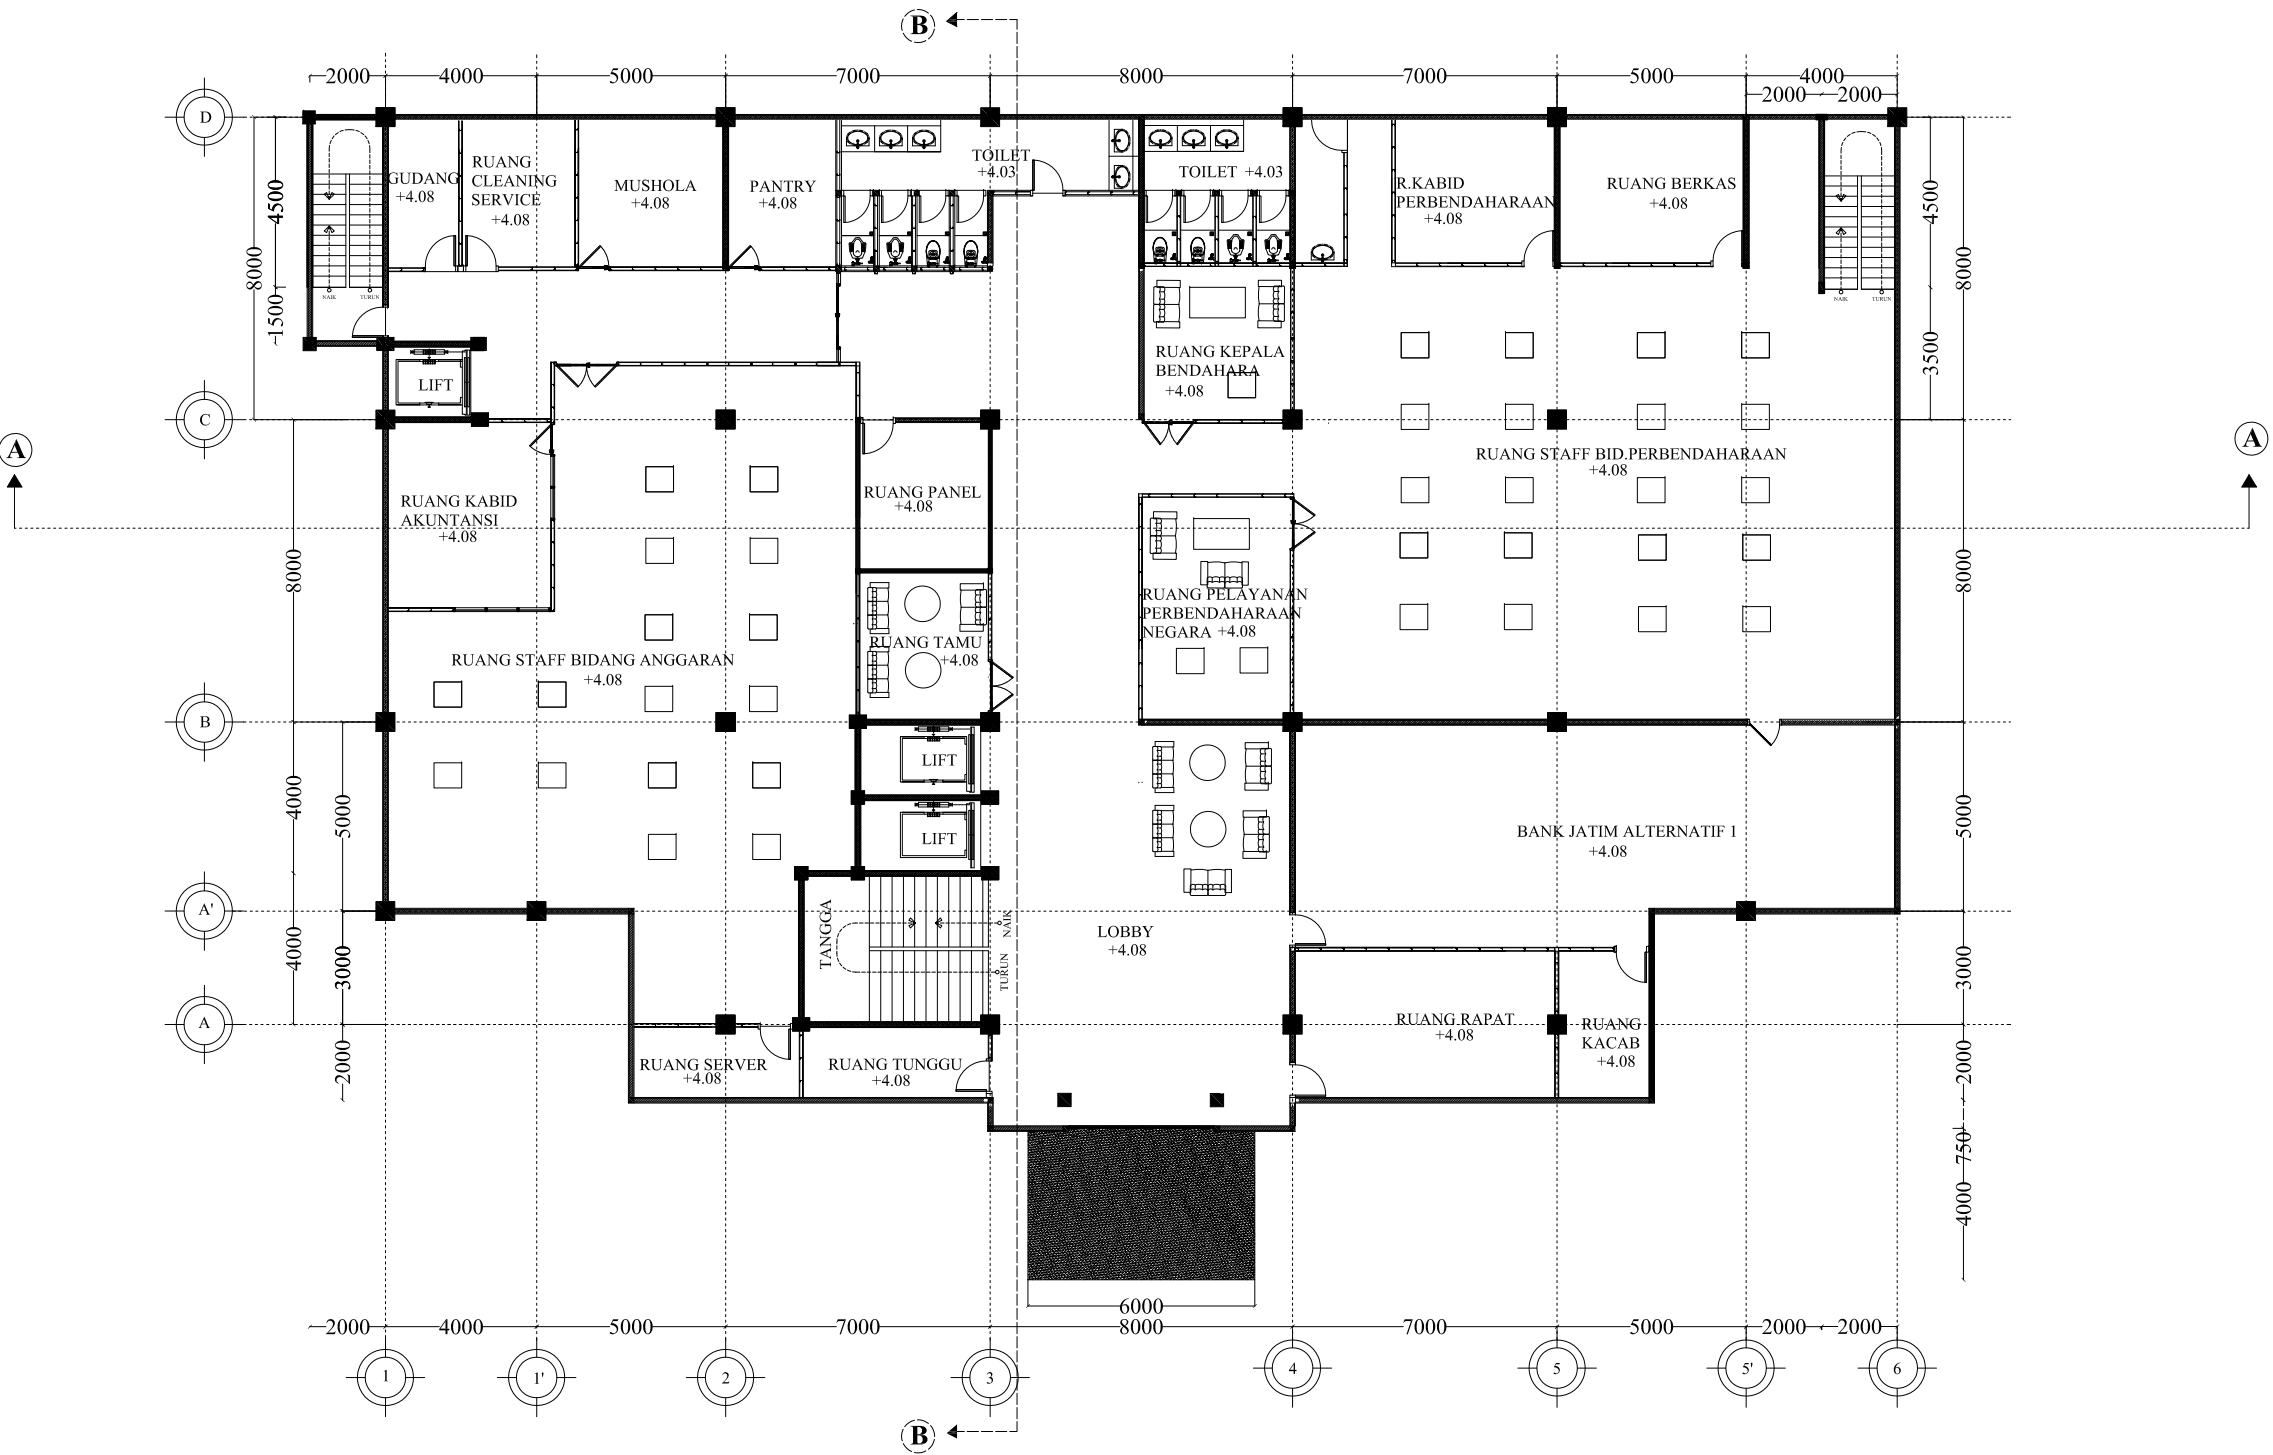 B
2000 4000 5000 7000 8000 7000 5000 4000
2000 2000
D
TOILET
+4.03
TOILET +4.03
RUANG
CLEANING
SERVICE
+4.08
GUDANG
+4.08
MUSHOLA
+4.08
PANTRY
+4.08
R.KABID
PERBENDAHARAAN
+4.08
RUANG BERKAS
+4.08
4500
8000
1500
4500
8000
3500
NAIK TURUN
NAIK TURUN
RUANG KEPALA
BENDAHARA
+4.08
LIFT
C
A
A
RUANG STAFF BID.PERBENDAHARAAN
+4.08
RUANG KABID
AKUNTANSI
+4.08
RUANG PANEL
+4.08
8000
8000
RUANG PELAYANAN
PERBENDAHARAAN
NEGARA +4.08
RUANG TAMU
+4.08
RUANG STAFF BIDANG ANGGARAN
+4.08
B
LIFT
4000
5000
5000
LIFT
BANK JATIM ALTERNATIF 1
+4.08
A'
TANGGA
NAIK
TURUN
LOBBY
+4.08
4000
3000
3000
A
RUANG RAPAT
+4.08
RUANG
KACAB
+4.08
RUANG SERVER
+4.08
RUANG TUNGGU
+4.08
2000
2000
750
4000
6000
2000 4000 5000 7000 8000 7000 5000 2000 2000
1 1' 2 3 4 5 5' 6
B